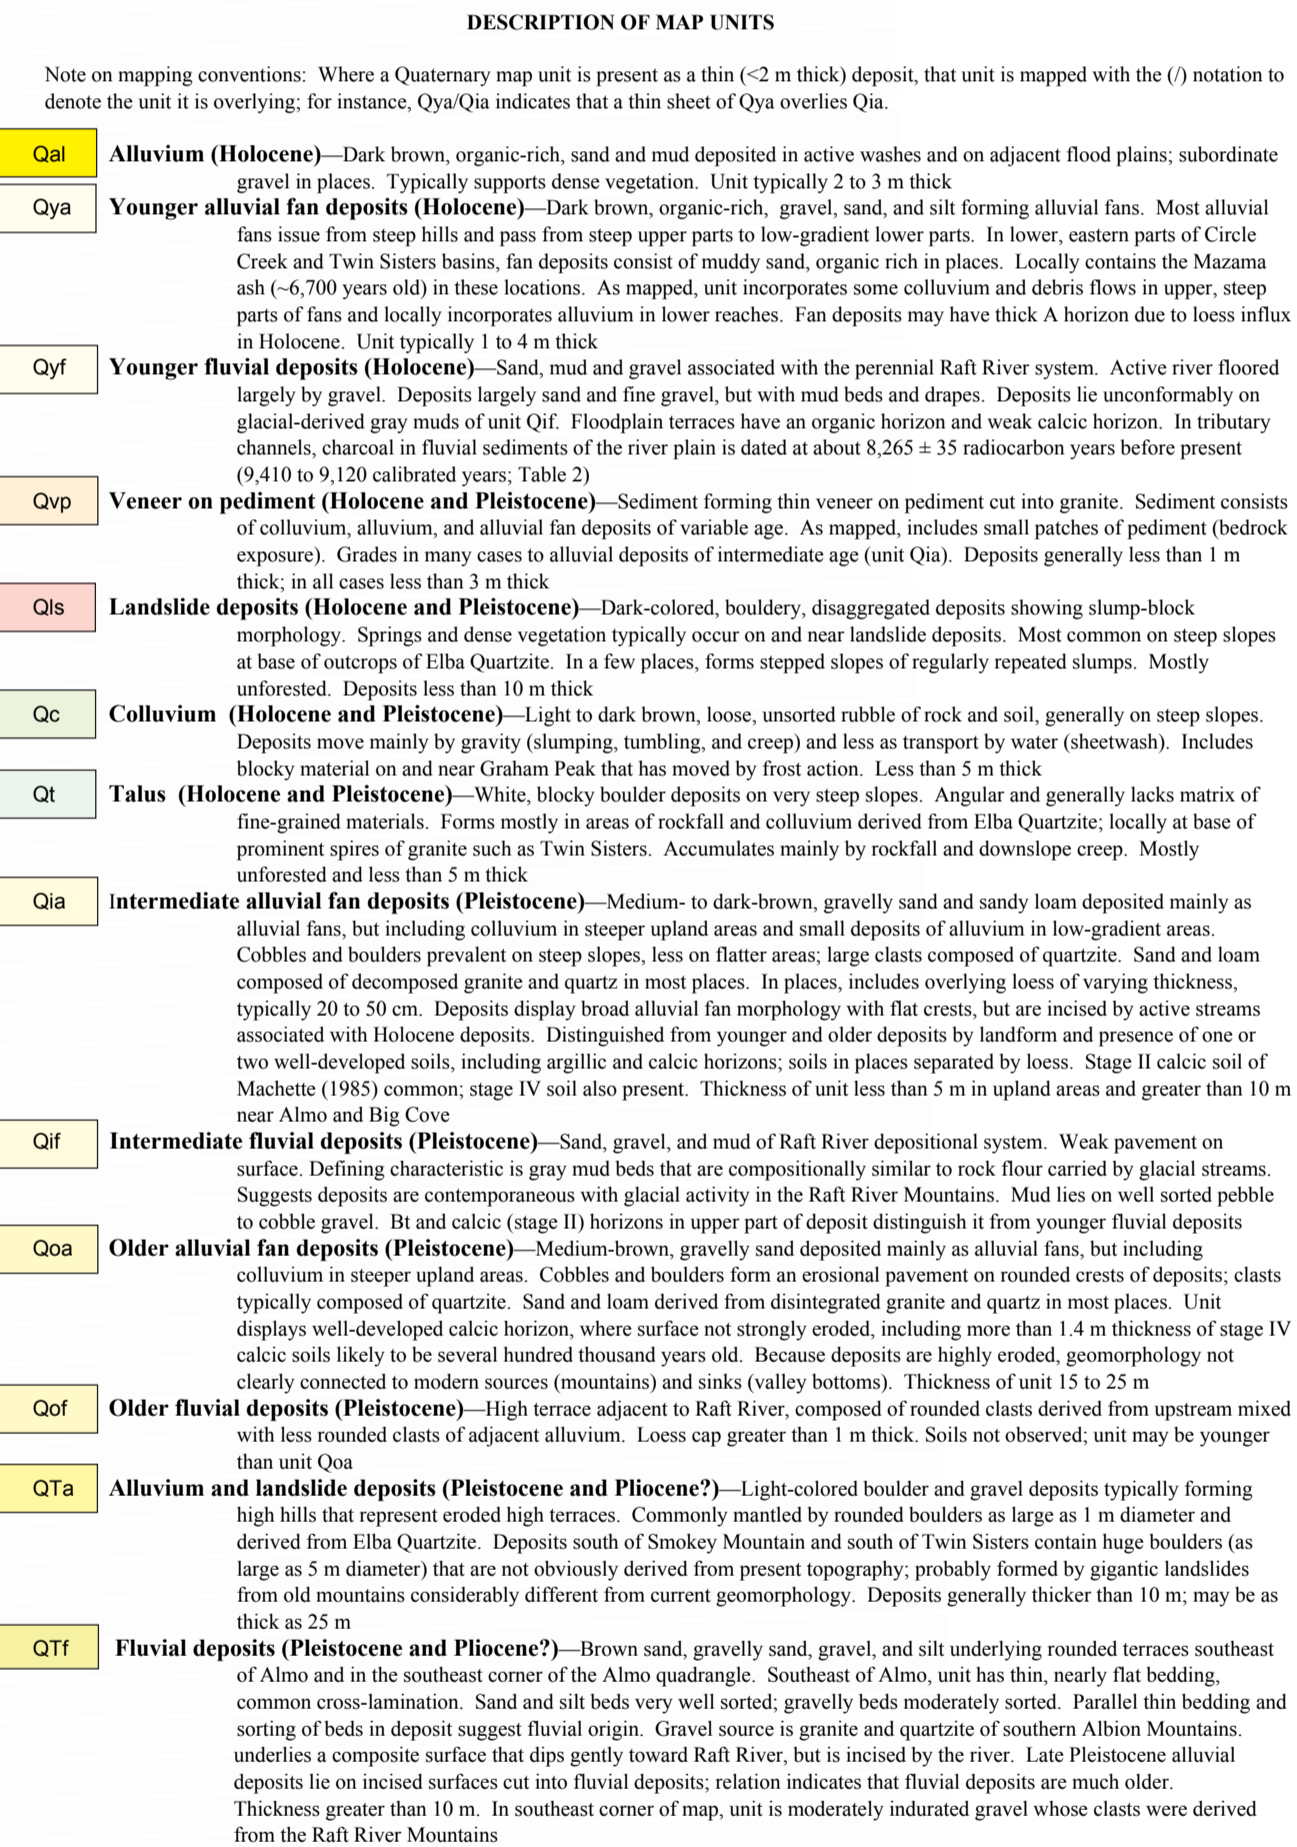 DESCRIPTION OF MAP UNITS
Note on mapping conventions:  Where a Quaternary map unit is present as a thin (<2 m thick) deposit, that unit is mapped with the (/) notation to
denote the unit it is overlying; for instance, Qya/Qia indicates that a thin sheet of Qya overlies Qia.
Qal Alluvium (Holocene)—Dark brown, organic-rich, sand and mud deposited in active washes and on adjacent flood plains; subordinate
gravel in places.  Typically supports dense vegetation.  Unit typically 2 to 3 m thick
Qya Younger alluvial fan deposits (Holocene)—Dark brown, organic-rich,  gravel, sand, and silt forming alluvial fans.  Most alluvial
fans issue from steep hills and pass from steep upper parts to low-gradient lower parts.  In lower, eastern parts of Circle
Creek and Twin Sisters basins, fan deposits consist of muddy sand, organic rich in places.  Locally contains the Mazama
ash (~6,700 years old) in these locations.  As mapped, unit incorporates some colluvium and debris flows in upper, steep
parts of fans and locally incorporates alluvium in lower reaches.  Fan deposits may have thick A horizon due to loess influx
in Holocene.  Unit typically 1 to 4 m thick
Qyf Younger fluvial deposits (Holocene)—Sand, mud and gravel associated with the perennial Raft River system.  Active river floored
largely by gravel.  Deposits largely sand and fine gravel, but with mud beds and drapes.  Deposits lie unconformably on
glacial-derived gray muds of unit Qif.  Floodplain terraces have an organic horizon and weak calcic horizon.  In tributary
channels, charcoal in fluvial sediments of the river plain is dated at about 8,265 ± 35 radiocarbon years before present
(9,410 to 9,120 calibrated years; Table 2)
Qvp Veneer on pediment (Holocene and Pleistocene)—Sediment forming thin veneer on pediment cut into granite.  Sediment consists
of colluvium, alluvium, and alluvial fan deposits of variable age.  As mapped, includes small patches of pediment (bedrock
exposure).  Grades in many cases to alluvial deposits of intermediate age (unit Qia).  Deposits generally less than 1 m
thick; in all cases less than 3 m thick
Qls Landslide deposits (Holocene and Pleistocene)—Dark-colored, bouldery, disaggregated deposits showing slump-block
morphology.  Springs and dense vegetation typically occur on and near landslide deposits.  Most common on steep slopes
at base of outcrops of Elba Quartzite.  In a few places, forms stepped slopes of regularly repeated slumps.  Mostly
unforested.  Deposits less than 10 m thick
Qc Colluvium  (Holocene and Pleistocene)—Light to dark brown, loose, unsorted rubble of rock and soil, generally on steep slopes.
Deposits move mainly by gravity (slumping, tumbling, and creep) and less as transport by water (sheetwash).  Includes
blocky material on and near Graham Peak that has moved by frost action.  Less than 5 m thick
Qt Talus  (Holocene and Pleistocene)—White, blocky boulder deposits on very steep slopes.  Angular and generally lacks matrix of
fine-grained materials.  Forms mostly in areas of rockfall and colluvium derived from Elba Quartzite; locally at base of
prominent spires of granite such as Twin Sisters.  Accumulates mainly by rockfall and downslope creep.  Mostly
unforested and less than 5 m thick
Qia Intermediate alluvial fan deposits (Pleistocene)—Medium- to dark-brown, gravelly sand and sandy loam deposited mainly as
alluvial fans, but including colluvium in steeper upland areas and small deposits of alluvium in low-gradient areas.
Cobbles and boulders prevalent on steep slopes, less on flatter areas; large clasts composed of quartzite.  Sand and loam
composed of decomposed granite and quartz in most places.  In places, includes overlying loess of varying thickness,
typically 20 to 50 cm.  Deposits display broad alluvial fan morphology with flat crests, but are incised by active streams
associated with Holocene deposits.  Distinguished from younger and older deposits by landform and presence of one or
two well-developed soils, including argillic and calcic horizons; soils in places separated by loess.  Stage II calcic soil of
Machette (1985) common; stage IV soil also present.  Thickness of unit less than 5 m in upland areas and greater than 10 m
near Almo and Big Cove
Qif Intermediate fluvial deposits (Pleistocene)—Sand, gravel, and mud of Raft River depositional system.  Weak pavement on
surface. Defining characteristic is gray mud beds that are compositionally similar to rock flour carried by glacial streams.
Suggests deposits are contemporaneous with glacial activity in the Raft River Mountains.  Mud lies on well sorted pebble
to cobble gravel.  Bt and calcic (stage II) horizons in upper part of deposit distinguish it from younger fluvial deposits
Qoa Older alluvial fan deposits (Pleistocene)—Medium-brown, gravelly sand deposited mainly as alluvial fans, but including
colluvium in steeper upland areas.  Cobbles and boulders form an erosional pavement on rounded crests of deposits; clasts
typically composed of quartzite.  Sand and loam derived from disintegrated granite and quartz in most places.  Unit
displays well-developed calcic horizon, where surface not strongly eroded, including more than 1.4 m thickness of stage IV
calcic soils likely to be several hundred thousand years old.  Because deposits are highly eroded, geomorphology not
clearly connected to modern sources (mountains) and sinks (valley bottoms).  Thickness of unit 15 to 25 m
Qof Older fluvial deposits (Pleistocene)—High terrace adjacent to Raft River, composed of rounded clasts derived from upstream mixed
with less rounded clasts of adjacent alluvium.  Loess cap greater than 1 m thick. Soils not observed; unit may be younger
than unit Qoa
QTa Alluvium and landslide deposits (Pleistocene and Pliocene?)—Light-colored boulder and gravel deposits typically forming
high hills that represent eroded high terraces.  Commonly mantled by rounded boulders as large as 1 m diameter and
derived from Elba Quartzite.  Deposits south of Smokey Mountain and south of Twin Sisters contain huge boulders (as
large as 5 m diameter) that are not obviously derived from present topography; probably formed by gigantic landslides
from old mountains considerably different from current geomorphology.  Deposits generally thicker than 10 m; may be as
thick as 25 m
QTf Fluvial deposits (Pleistocene and Pliocene?)—Brown sand, gravelly sand, gravel, and silt underlying rounded terraces southeast
of Almo and in the southeast corner of the Almo quadrangle.  Southeast of Almo, unit has thin, nearly flat bedding,
common cross-lamination.  Sand and silt beds very well sorted; gravelly beds moderately sorted.  Parallel thin bedding and
sorting of beds in deposit suggest fluvial origin.  Gravel source is granite and quartzite of southern Albion Mountains.
underlies a composite surface that dips gently toward Raft River, but is incised by the river.  Late Pleistocene alluvial
deposits lie on incised surfaces cut into fluvial deposits; relation indicates that fluvial deposits are much older.
Thickness greater than 10 m.  In southeast corner of map, unit is moderately indurated gravel whose clasts were derived
from the Raft River Mountains